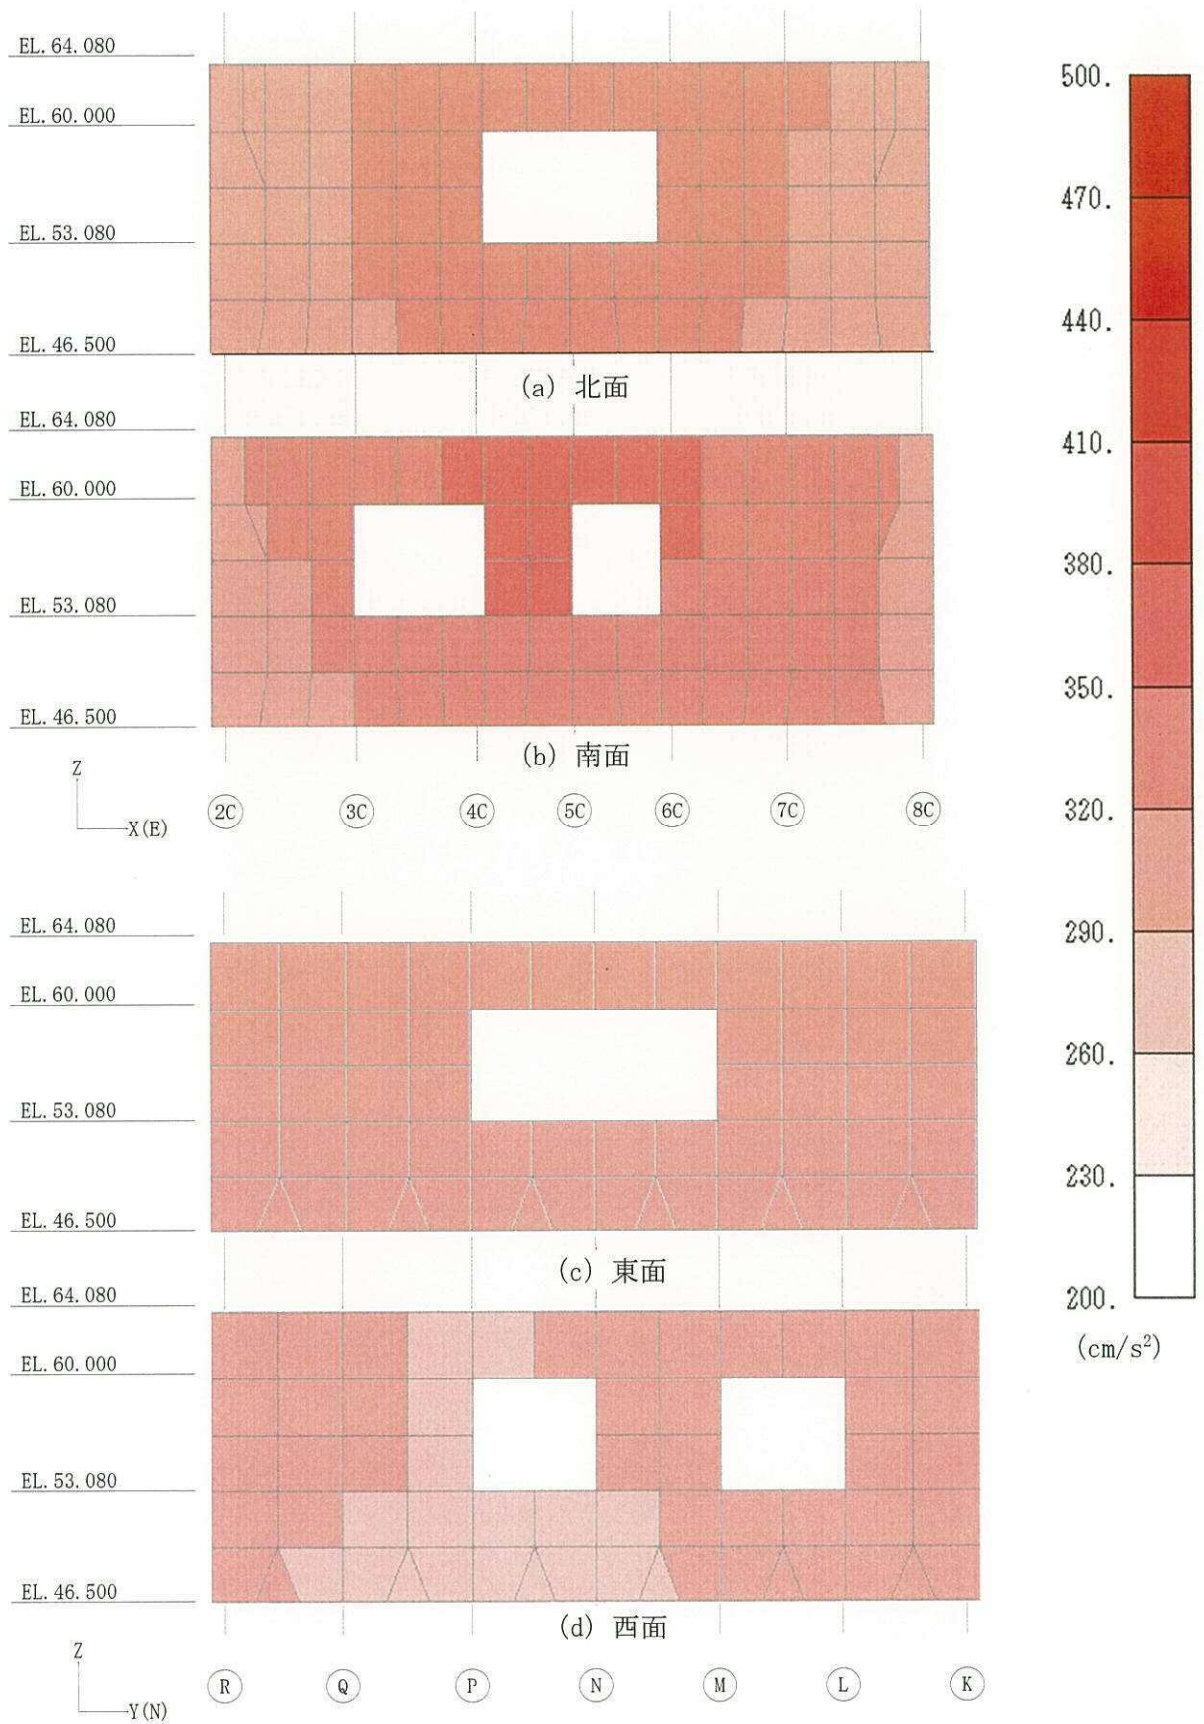 EL.64.080
EL.60.000
EL.53.080
EL.46.500
(a) 北面
EL.64.080
EL.60.000
EL.53.080
EL.46.500
(b) 南面
Z
X(E)
2C 3C 4C 5C 6C 7C 8C
EL.64.080
EL.60.000
EL.53.080
EL.46.500
(c) 東面
EL.64.080
EL.60.000
EL.53.080
EL.46.500
(d) 西面
Z
Y(N)
R Q P N M L K
500.
470.
440.
410.
380.
350.
320.
290.
260.
230.
200.
(cm/s²)